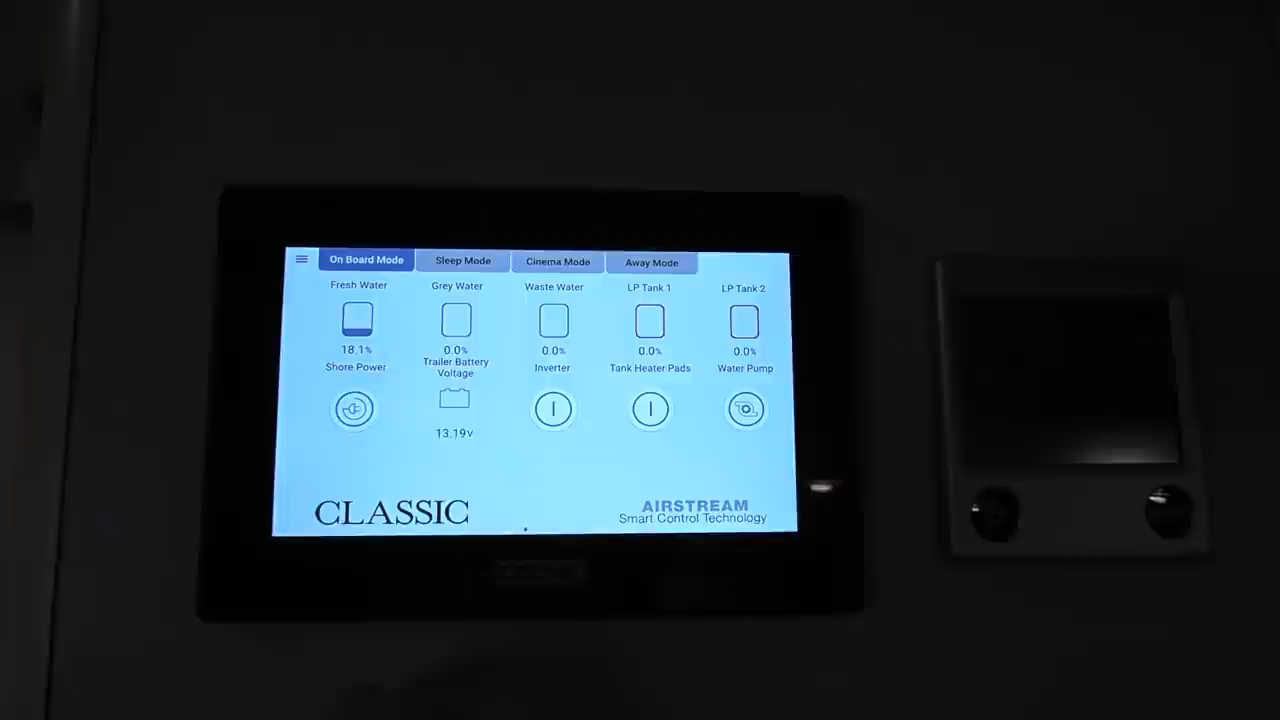 On Board Mode
Sleep Mode
Cinema Mode
Away Mode
Fresh Water
Grey Water
Waste Water
LP Tank 1
LP Tank 2
18.1%
0.0%
0.0%
0.0%
0.0%
Shore Power
Trailer Battery
Voltage
Inverter
Tank Heater Pads
Water Pump
13.19V
CLASSIC
AIRSTREAM
Smart Control Technology